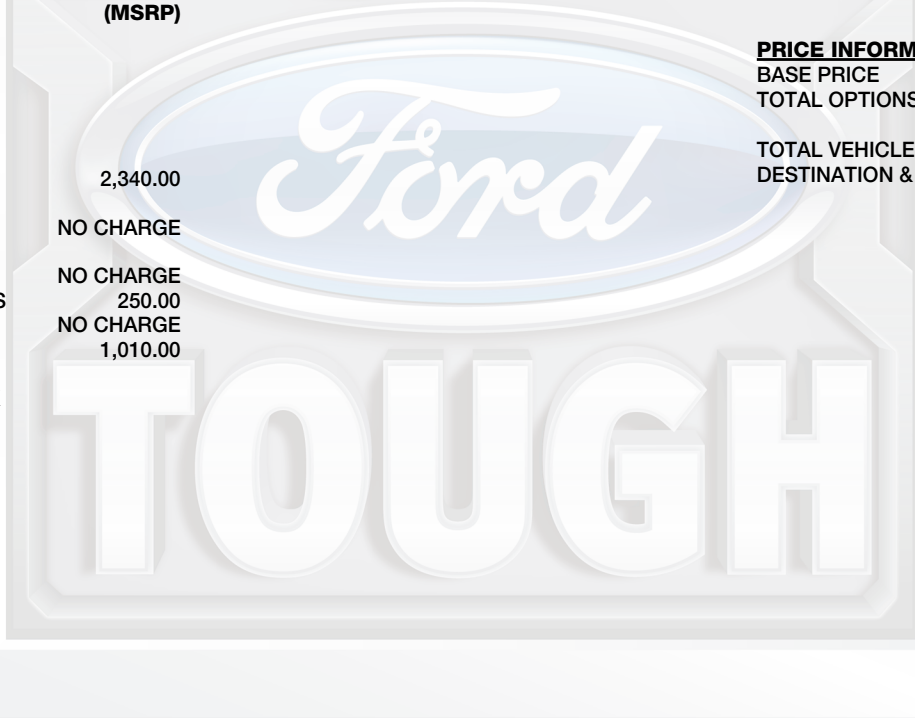 (MSRP)
2,340.00
NO CHARGE
NO CHARGE
S 250.00
NO CHARGE
1,010.00
PRICE INFORM
BASE PRICE
TOTAL OPTIONS
TOTAL VEHICLE
DESTINATION &
Ford
TOUGH